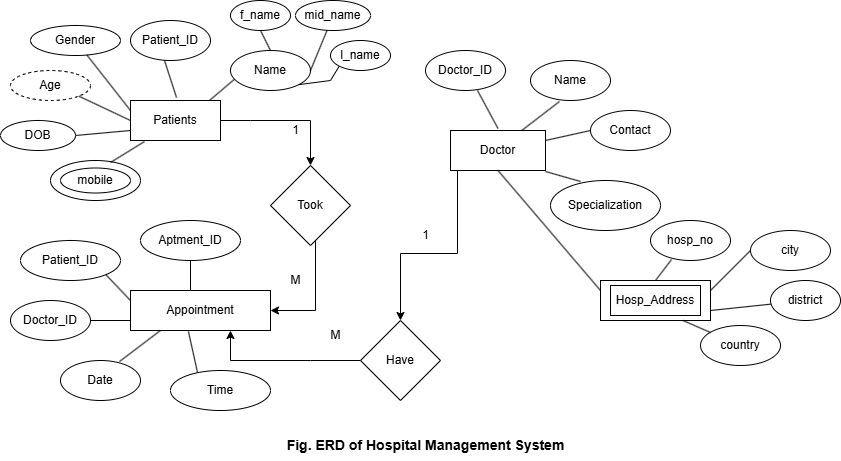 f_name
mid_name
Gender
Patient_ID
l_name
Name
Doctor_ID
Name
Age
Patients
1
Contact
DOB
Doctor
mobile
Took
Specialization
Aptment_ID
1
hosp_no
city
Patient_ID
M
Appointment
Hosp_Address
district
Doctor_ID
M
country
Have
Date
Time
Fig. ERD of Hospital Management System